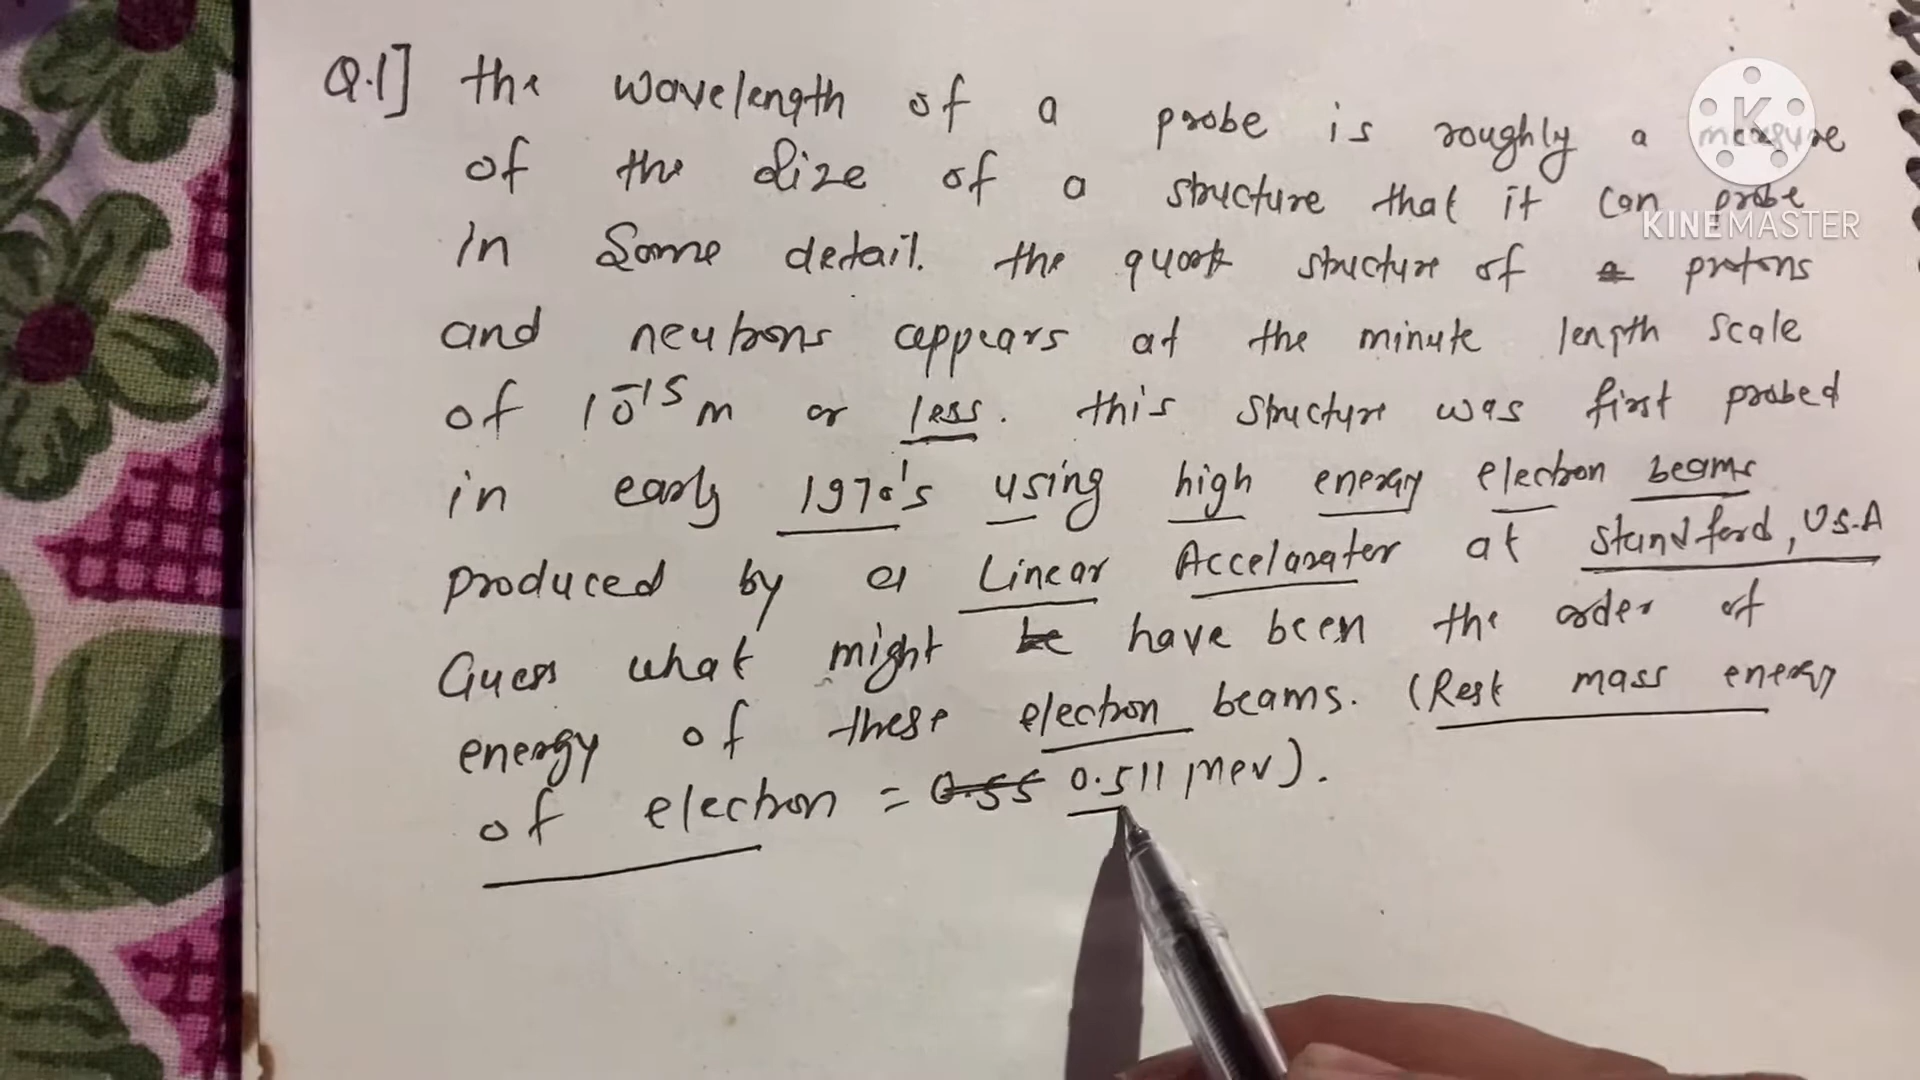 Q.1] the wavelength of a probe is roughly a measure
of the size of a structure that it can probe
in some detail. the quark structure of protons
and neutrons appears at the minute length scale
of 10^-15 m or less. this structure was first probed
in early 1970's using high energy electron beams
produced by a Linear Accelarater at standford, U.S.A
Guess what might be have been the order of
energy of these electron beams. (Rest mass energy
of electron = 0.55 0.511 Mev).
K
KINEMASTER